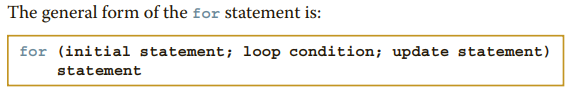 The general form of the for statement is:
for (initial statement; loop condition; update statement)
statement